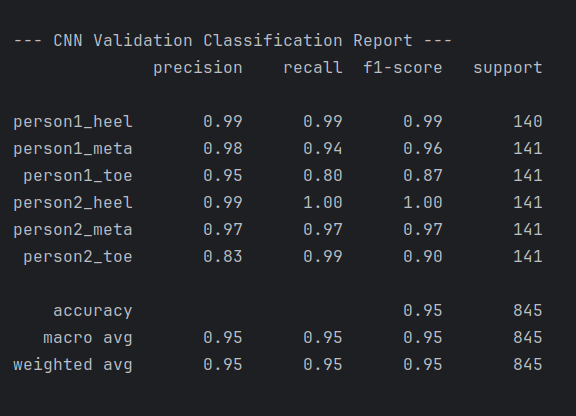 --- CNN Validation Classification Report ---
precision recall f1-score support
person1_heel 0.99 0.99 0.99 140
person1_meta 0.98 0.94 0.96 141
person1_toe 0.95 0.80 0.87 141
person2_heel 0.99 1.00 1.00 141
person2_meta 0.97 0.97 0.97 141
person2_toe 0.83 0.99 0.90 141
accuracy 0.95 845
macro avg 0.95 0.95 0.95 845
weighted avg 0.95 0.95 0.95 845